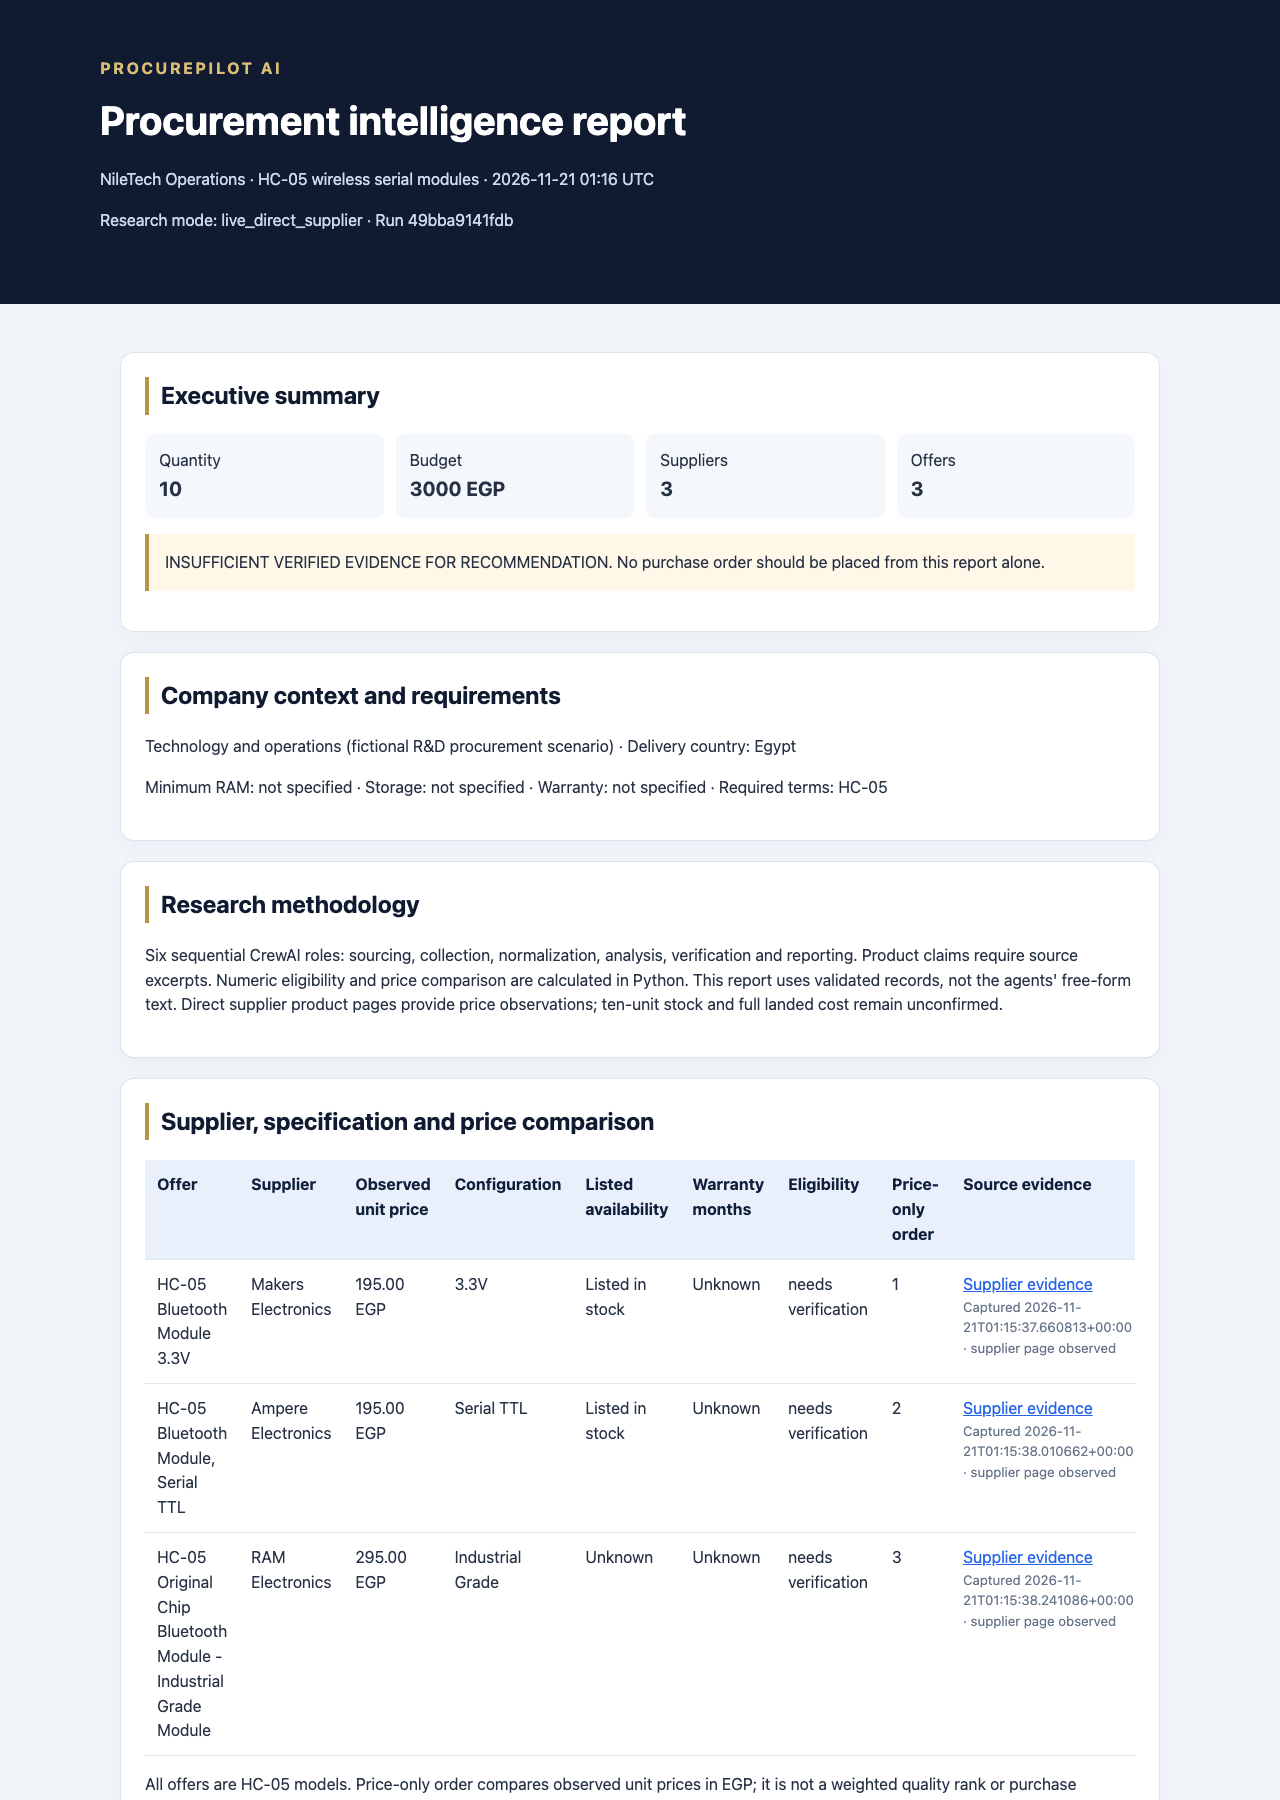 PROCUREPILOT AI
Procurement intelligence report
NileTech Operations · HC-05 wireless serial modules · 2026-11-21 01:16 UTC
Research mode: live_direct_supplier · Run 49bba9141fdb
Executive summary
Quantity
10
Budget
3000 EGP
Suppliers
3
Offers
3
INSUFFICIENT VERIFIED EVIDENCE FOR RECOMMENDATION. No purchase order should be placed from this report alone.
Company context and requirements
Technology and operations (fictional R&D procurement scenario) · Delivery country: Egypt
Minimum RAM: not specified · Storage: not specified · Warranty: not specified · Required terms: HC-05
Research methodology
Six sequential CrewAI roles: sourcing, collection, normalization, analysis, verification and reporting. Product claims require source
excerpts. Numeric eligibility and price comparison are calculated in Python. This report uses validated records, not the agents' free-form
text. Direct supplier product pages provide price observations; ten-unit stock and full landed cost remain unconfirmed.
Supplier, specification and price comparison
Offer
Supplier
Observed
unit price
Configuration
Listed
availability
Warranty
months
Eligibility
Price-
only
order
Source evidence
HC-05
Bluetooth
Module
3.3V
Makers
Electronics
195.00
EGP
3.3V
Listed in
stock
Unknown
needs
verification
1
Supplier evidence
Captured 2026-11-
21T01:15:37.660813+00:00
· supplier page observed
HC-05
Bluetooth
Module,
Serial
TTL
Ampere
Electronics
195.00
EGP
Serial TTL
Listed in
stock
Unknown
needs
verification
2
Supplier evidence
Captured 2026-11-
21T01:15:38.010662+00:00
· supplier page observed
HC-05
Original
Chip
Bluetooth
Module -
Industrial
Grade
Module
RAM
Electronics
295.00
EGP
Industrial
Grade
Unknown
Unknown
needs
verification
3
Supplier evidence
Captured 2026-11-
21T01:15:38.241086+00:00
· supplier page observed
All offers are HC-05 models. Price-only order compares observed unit prices in EGP; it is not a weighted quality rank or purchase